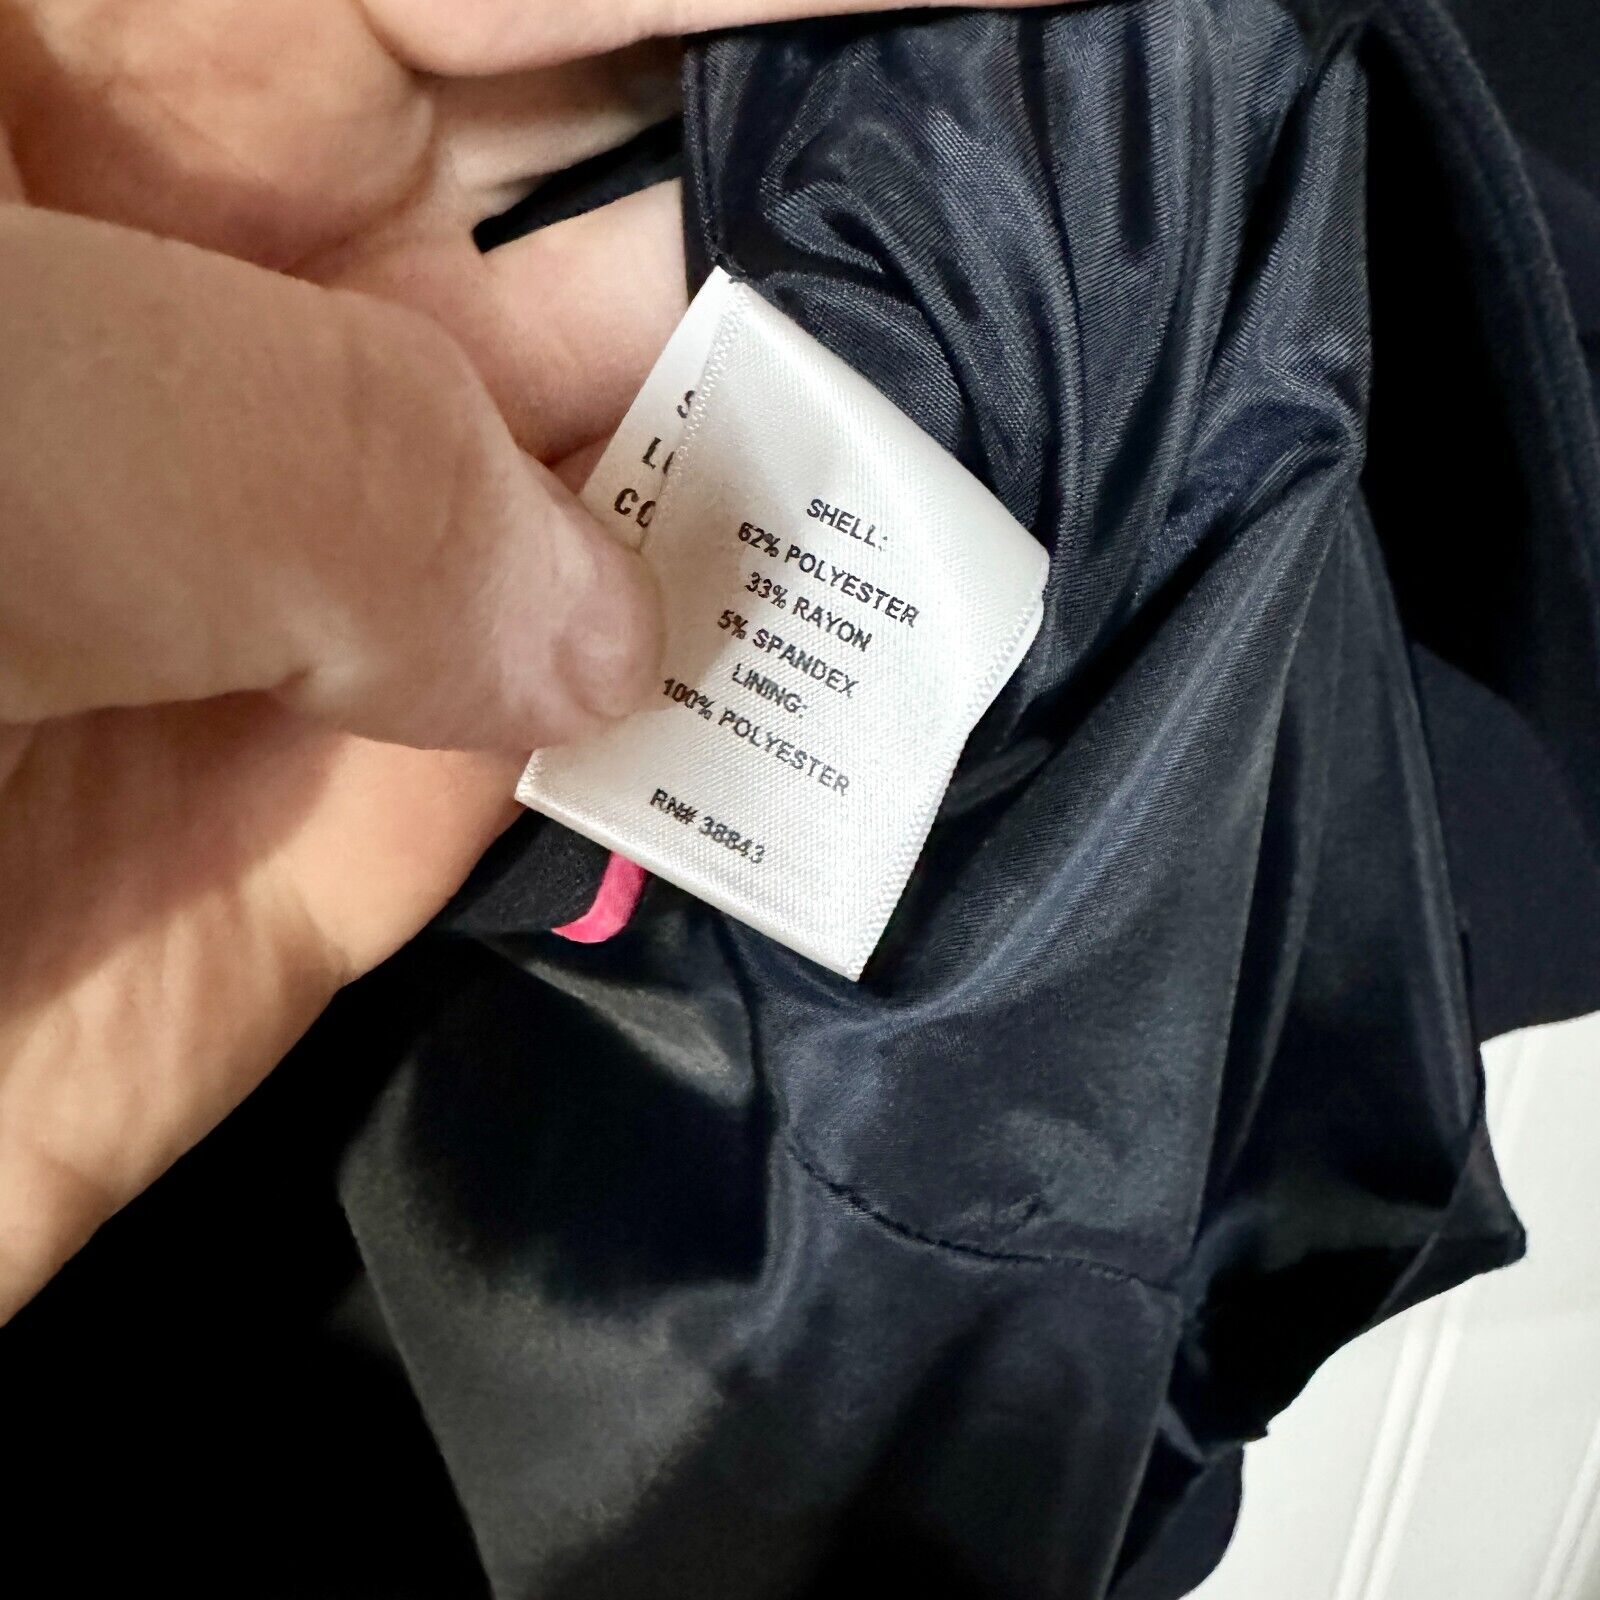 SHELL:
62% POLYESTER
33% RAYON
5% SPANDEX
LINING:
100% POLYESTER
RN# 38843